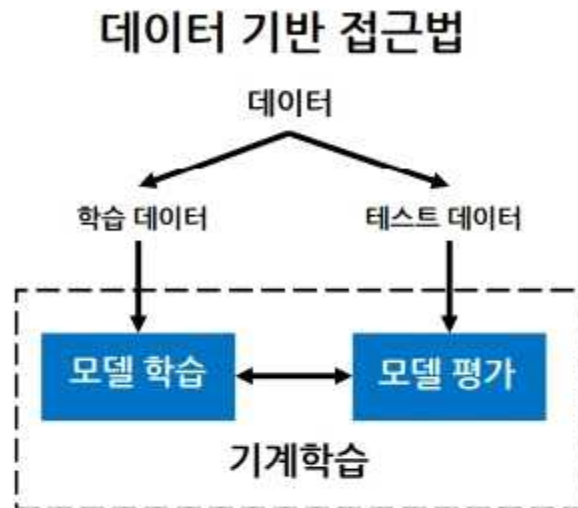 데이터 기반 접근법
데이터
학습 데이터
테스트 데이터
모델 학습
모델 평가
기계학습